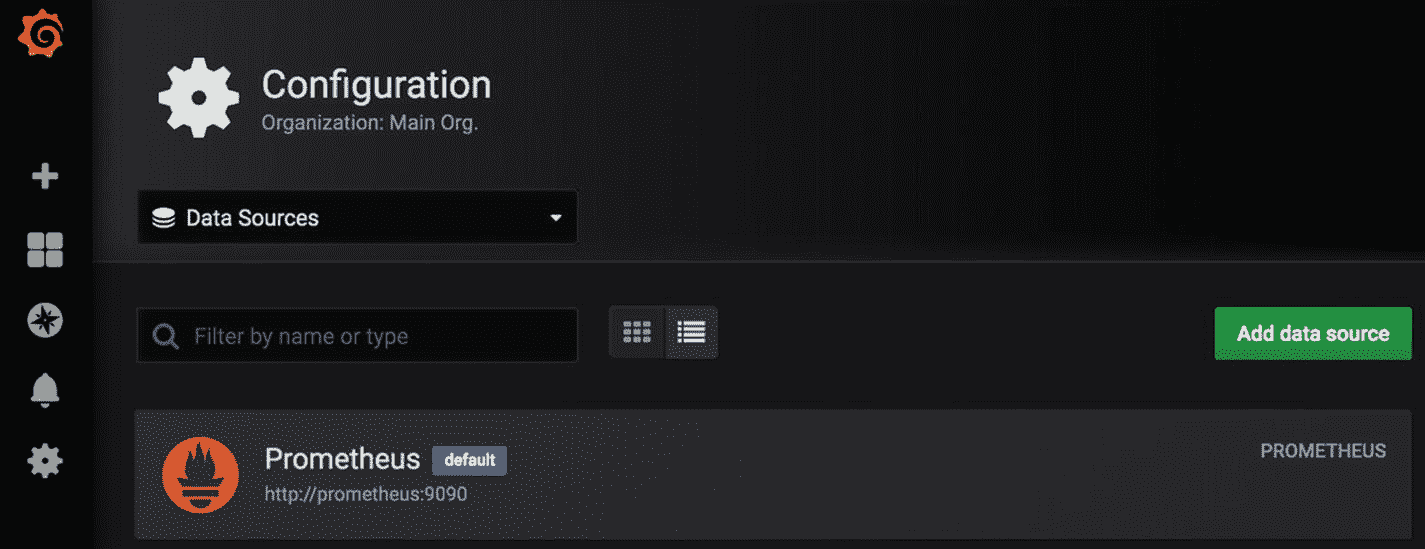 Configuration
Organization: Main Org.
Data Sources
Filter by name or type
Add data source
Prometheus default
PROMETHEUS
http://prometheus:9090